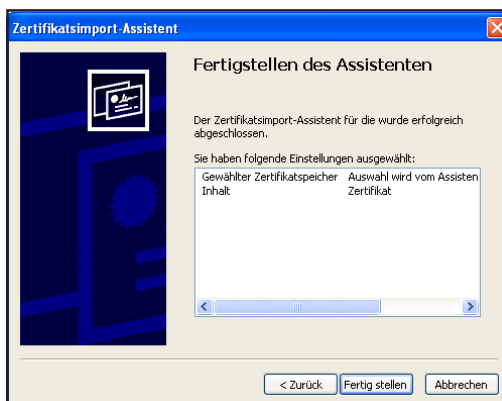 Zertifikatsimport-Assistent
Fertigstellen des Assistenten
Der Zertifikatsimport-Assistent für die wurde erfolgreich
abgeschlossen.
Sie haben folgende Einstellungen ausgewählt:
Gewählter Zertifikatspeicher Auswahl wird vom Assisten
Inhalt Zertifikat
< Zurück Fertig stellen Abbrechen